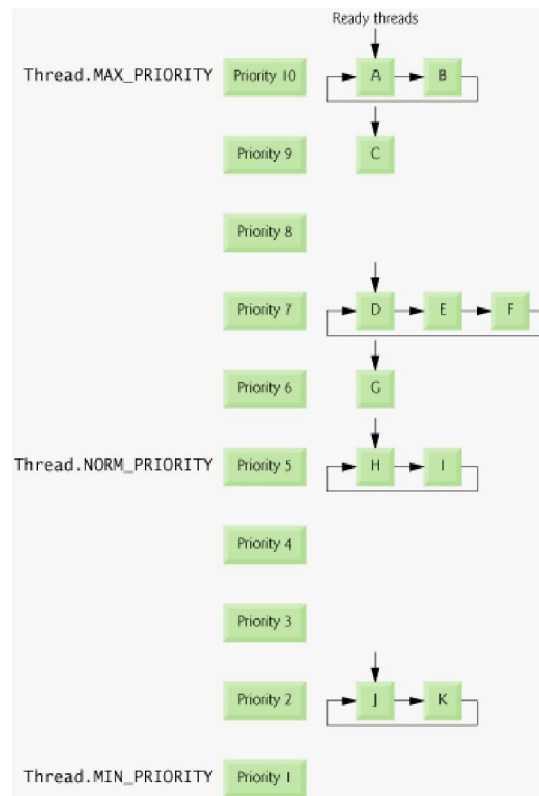 Ready threads
Thread.MAX_PRIORITY Priority 10 A B
Priority 9 C
Priority 8
Priority 7 D E F
Priority 6 G
Thread.NORM_PRIORITY Priority 5 H I
Priority 4
Priority 3
Priority 2 J K
Thread.MIN_PRIORITY Priority 1